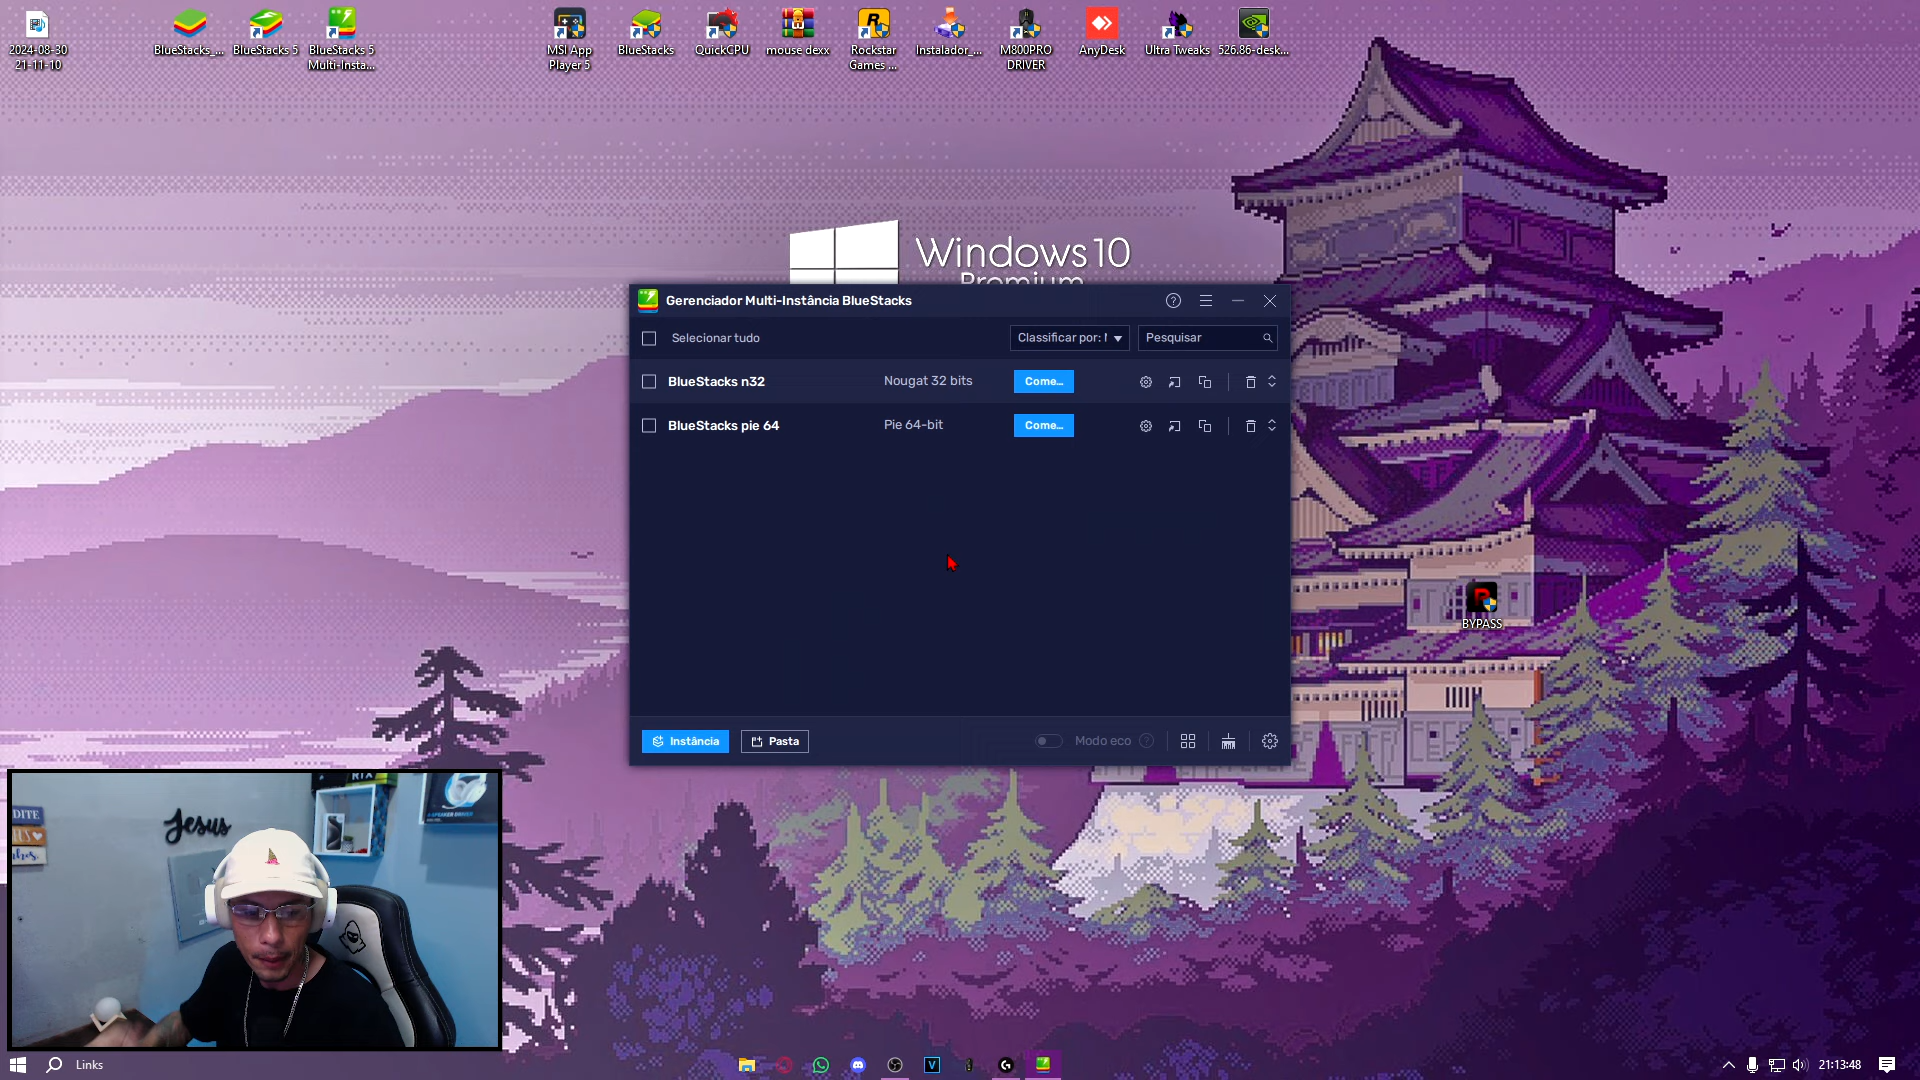 2024-08-30
21-11-10
BlueStacks_...
BlueStacks 5
BlueStacks 5
Multi-Insta...
MSI App
Player 5
BlueStacks
QuickCPU
mouse dexx
Rockstar
Games ...
Instalador_...
M800PRO
DRIVER
AnyDesk
Ultra Tweaks
526.86-desk...
Windows 10
Premium
Gerenciador Multi-Instância BlueStacks
Selecionar tudo
Classificar por:
Pesquisar
BlueStacks n32
Nougat 32 bits
Come...
BlueStacks pie 64
Pie 64-bit
Come...
BYPASS
Instância
Pasta
Modo eco
Jesus
RTX
Links
21:13:48